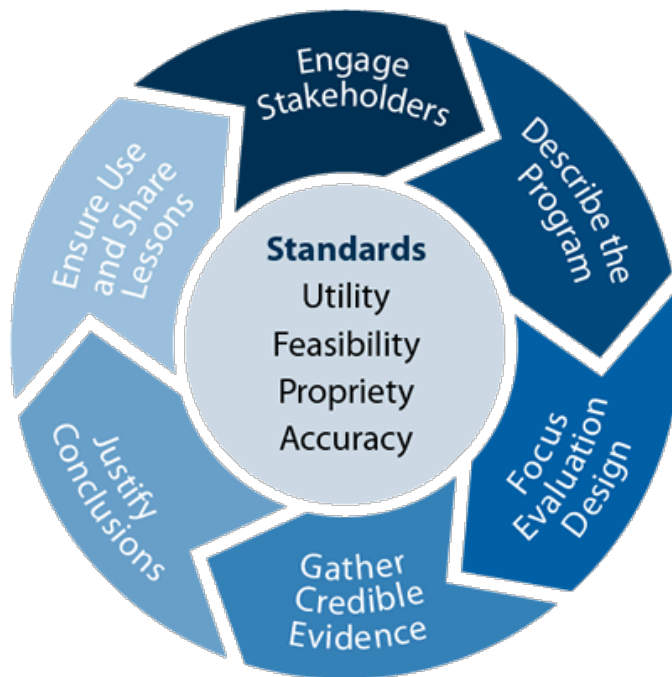 Engage
Stakeholders
Describe the
Program
Focus
Evaluation
Design
Gather
Credible
Evidence
Justify
Conclusions
Ensure Use
and Share
Lessons
Standards
Utility
Feasibility
Propriety
Accuracy